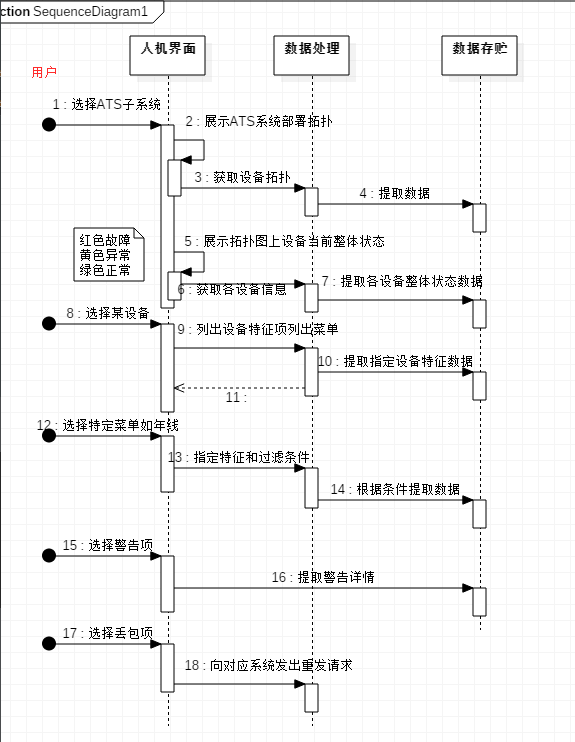 ction SequenceDiagram1
人机界面
数据处理
数据存贮
用户
1 : 选择ATS子系统
2 : 展示ATS系统部署拓扑
3 : 获取设备拓扑
4 : 提取数据
5 : 展示拓扑图上设备当前整体状态
红色故障
黄色异常
绿色正常
6 : 获取各设备信息
7 : 提取各设备整体状态数据
8 : 选择某设备
9 : 列出设备特征项列出菜单
10 : 提取指定设备特征数据
11 :
12 : 选择特定菜单如年线
13 : 指定特征和过滤条件
14 : 根据条件提取数据
15 : 选择警告项
16 : 提取警告详情
17 : 选择丢包项
18 : 向对应系统发出重发请求